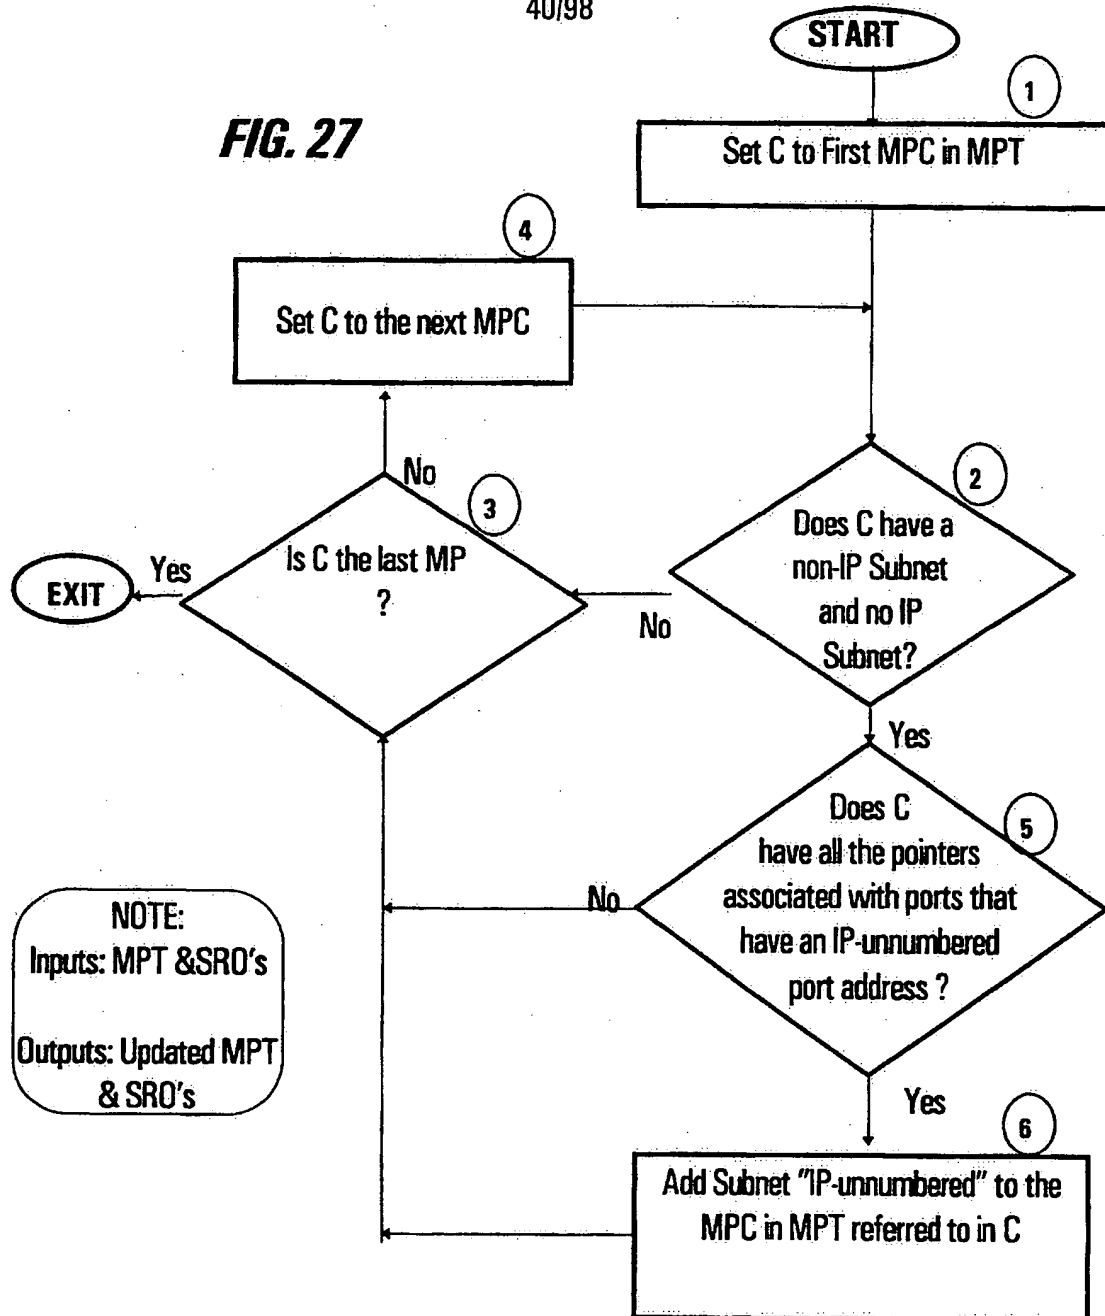 40/98
START
FIG. 27
1
Set C to First MPC in MPT
4
Set C to the next MPC
No
2
3
Does C have a
non-IP Subnet
and no IP
Subnet?
Is C the last MP
?
Yes
EXIT
No
Yes
5
Does C
have all the pointers
associated with ports that
have an IP-unnumbered
port address ?
No
NOTE:
Inputs: MPT &SRO's
Outputs: Updated MPT
& SRO's
Yes
6
Add Subnet "IP-unnumbered" to the
MPC in MPT referred to in C